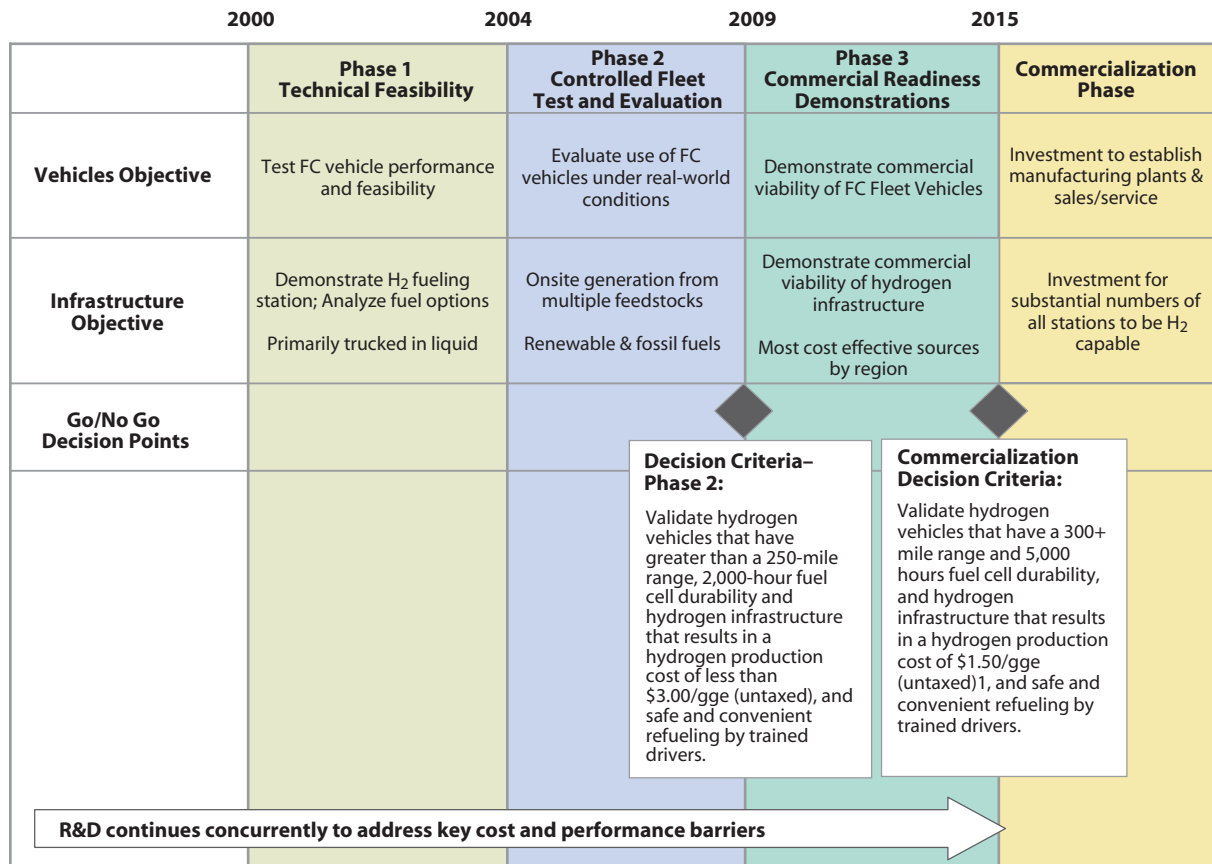 2000
2004
2009
2015
Phase 1
Technical Feasibility
Phase 2
Controlled Fleet
Test and Evaluation
Phase 3
Commercial Readiness
Demonstrations
Commercialization
Phase
Vehicles Objective
Test FC vehicle performance
and feasibility
Evaluate use of FC
vehicles under real-world
conditions
Demonstrate commercial
viability of FC Fleet Vehicles
Investment to establish
manufacturing plants &
sales/service
Infrastructure
Objective
Demonstrate H₂ fueling
station; Analyze fuel options
Primarily trucked in liquid
Onsite generation from
multiple feedstocks
Renewable & fossil fuels
Demonstrate commercial
viability of hydrogen
infrastructure
Most cost effective sources
by region
Investment for
substantial numbers of
all stations to be H₂
capable
Go/No Go
Decision Points
Decision Criteria–
Phase 2:
Validate hydrogen
vehicles that have
greater than a 250-mile
range, 2,000-hour fuel
cell durability and
hydrogen infrastructure
that results in a
hydrogen production
cost of less than
$3.00/gge (untaxed), and
safe and convenient
refueling by trained
drivers.
Commercialization
Decision Criteria:
Validate hydrogen
vehicles that have a 300+
mile range and 5,000
hours fuel cell durability,
and hydrogen
infrastructure that results
in a hydrogen production
cost of $1.50/gge
(untaxed)1, and safe and
convenient refueling by
trained drivers.
R&D continues concurrently to address key cost and performance barriers